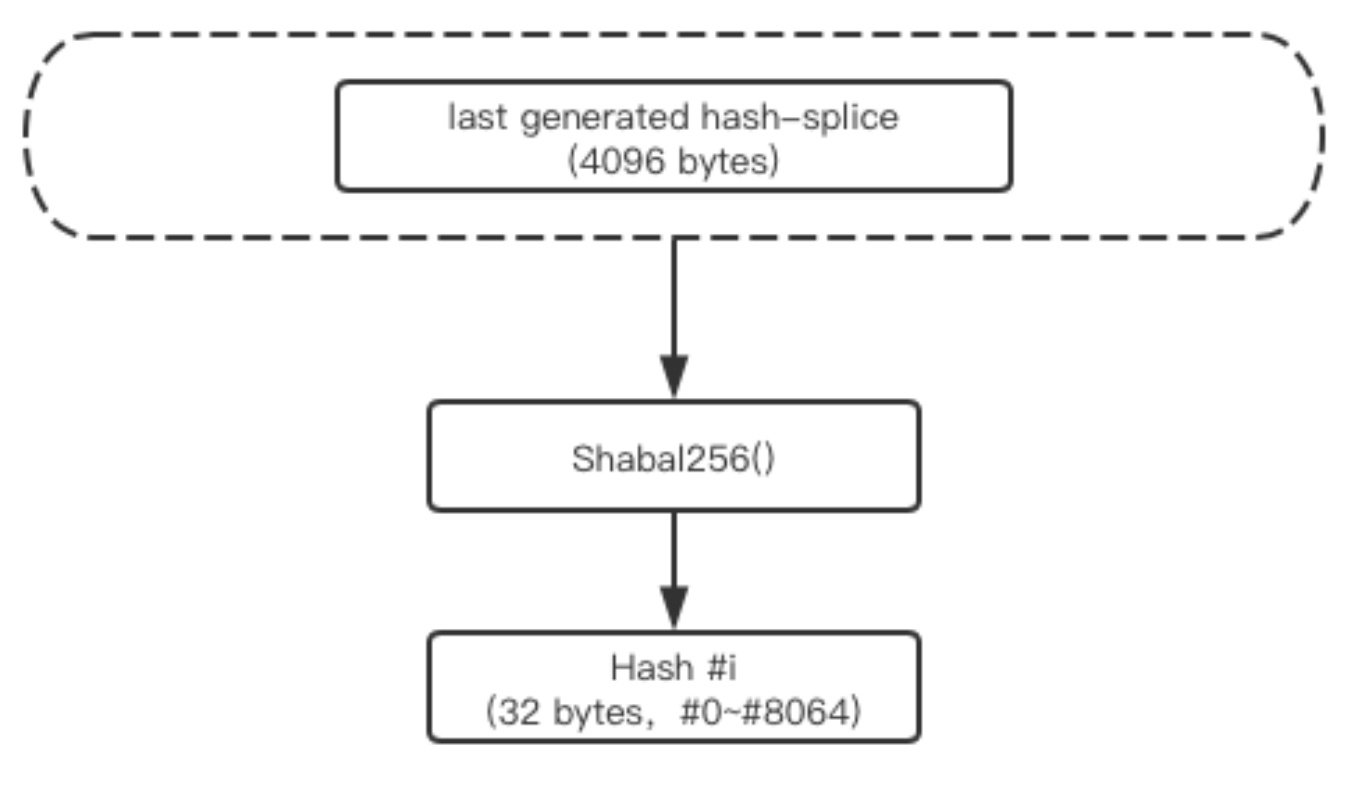 last generated hash–splice
(4096 bytes)
Shabal256()
Hash #i
(32 bytes，#0~#8064)